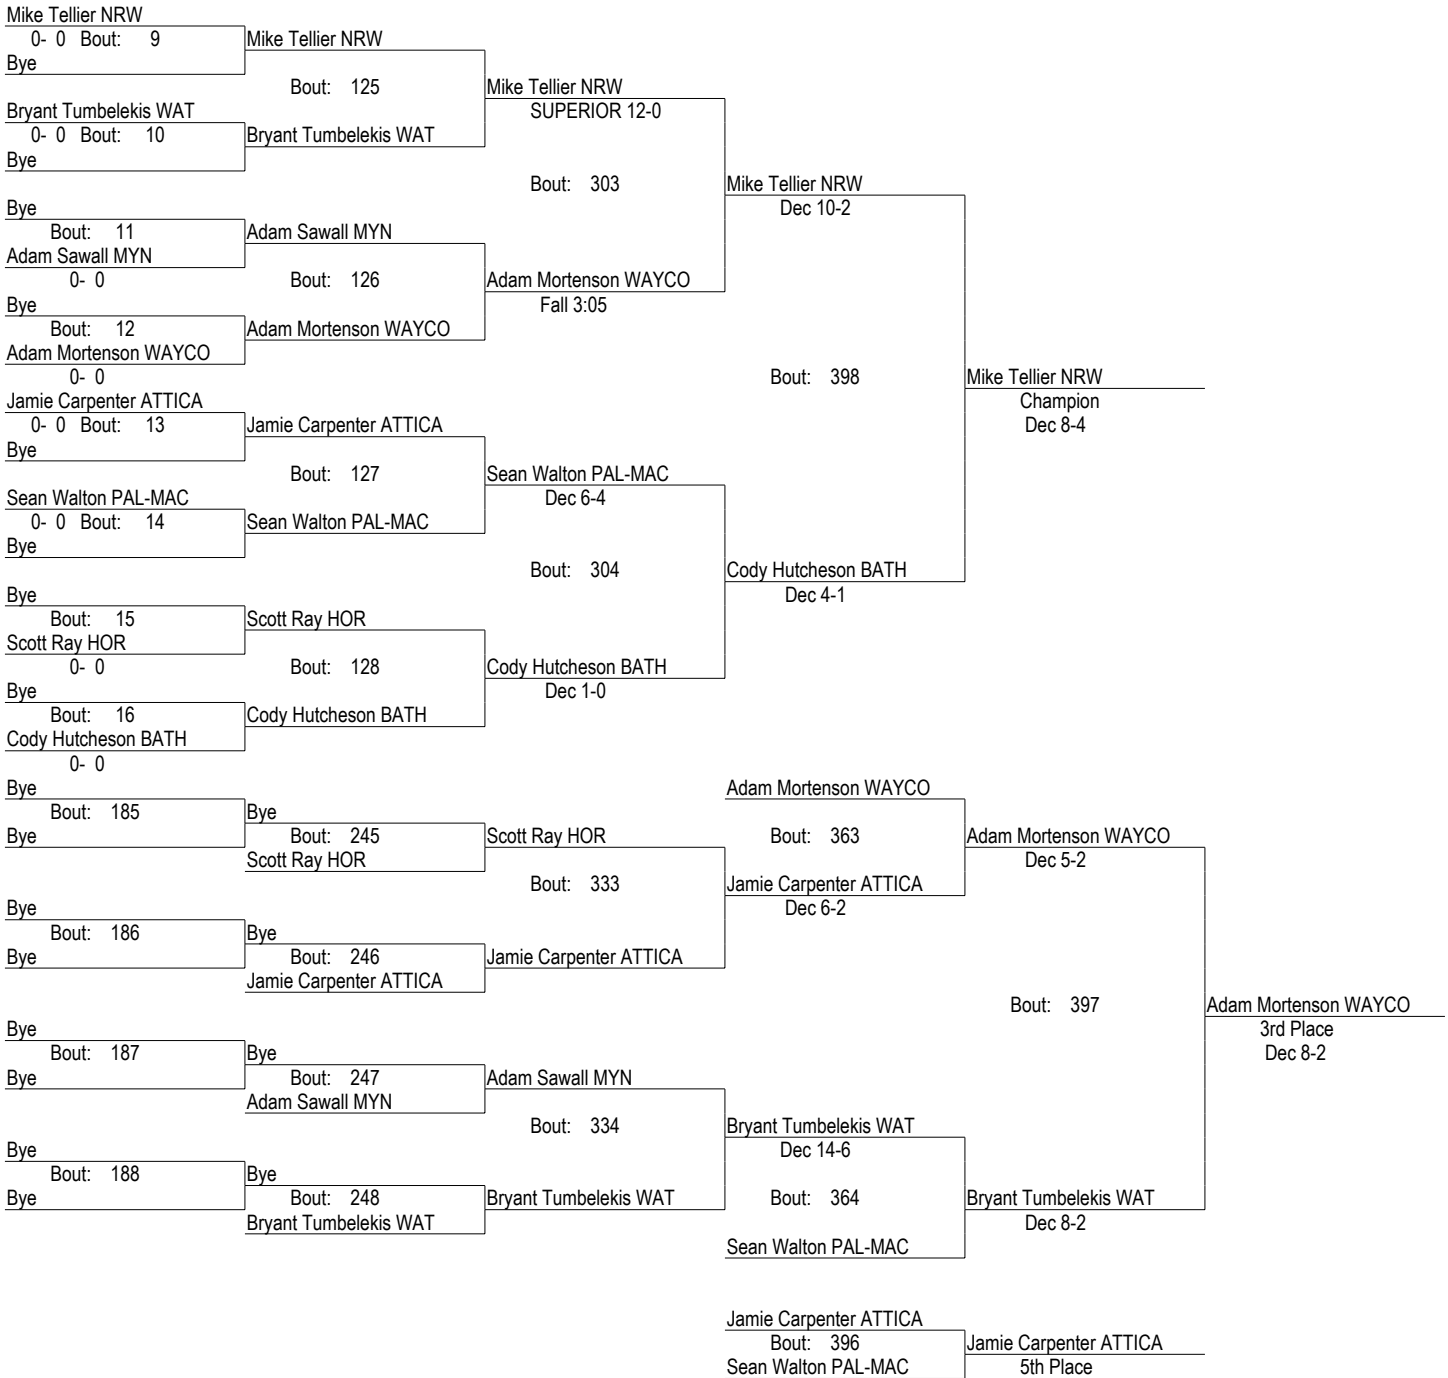 Mike Tellier NRW
0- 0 Bout: 9
Mike Tellier NRW
Bye
Bout: 125
Mike Tellier NRW
Bryant Tumbelekis WAT
SUPERIOR 12-0
0- 0 Bout: 10
Bryant Tumbelekis WAT
Bye
Bout: 303
Mike Tellier NRW
Bye
Dec 10-2
Bout: 11
Adam Sawall MYN
Adam Sawall MYN
0- 0
Bout: 126
Adam Mortenson WAYCO
Bye
Fall 3:05
Bout: 12
Adam Mortenson WAYCO
Adam Mortenson WAYCO
0- 0
Bout: 398
Mike Tellier NRW
Jamie Carpenter ATTICA
Champion
0- 0 Bout: 13
Jamie Carpenter ATTICA
Dec 8-4
Bye
Bout: 127
Sean Walton PAL-MAC
Sean Walton PAL-MAC
Dec 6-4
0- 0 Bout: 14
Sean Walton PAL-MAC
Bye
Bout: 304
Cody Hutcheson BATH
Bye
Dec 4-1
Bout: 15
Scott Ray HOR
Scott Ray HOR
0- 0
Bout: 128
Cody Hutcheson BATH
Bye
Dec 1-0
Bout: 16
Cody Hutcheson BATH
Cody Hutcheson BATH
0- 0
Bye
Adam Mortenson WAYCO
Bout: 185
Bye
Bye
Bout: 245
Scott Ray HOR
Bout: 363
Adam Mortenson WAYCO
Scott Ray HOR
Dec 5-2
Bout: 333
Jamie Carpenter ATTICA
Bye
Dec 6-2
Bout: 186
Bye
Bye
Bout: 246
Jamie Carpenter ATTICA
Jamie Carpenter ATTICA
Bout: 397
Adam Mortenson WAYCO
Bye
3rd Place
Bout: 187
Bye
Dec 8-2
Bye
Bout: 247
Adam Sawall MYN
Adam Sawall MYN
Bout: 334
Bryant Tumbelekis WAT
Bye
Dec 14-6
Bout: 188
Bye
Bye
Bout: 248
Bryant Tumbelekis WAT
Bout: 364
Bryant Tumbelekis WAT
Bryant Tumbelekis WAT
Dec 8-2
Sean Walton PAL-MAC
Jamie Carpenter ATTICA
Bout: 396
Jamie Carpenter ATTICA
Sean Walton PAL-MAC
5th Place